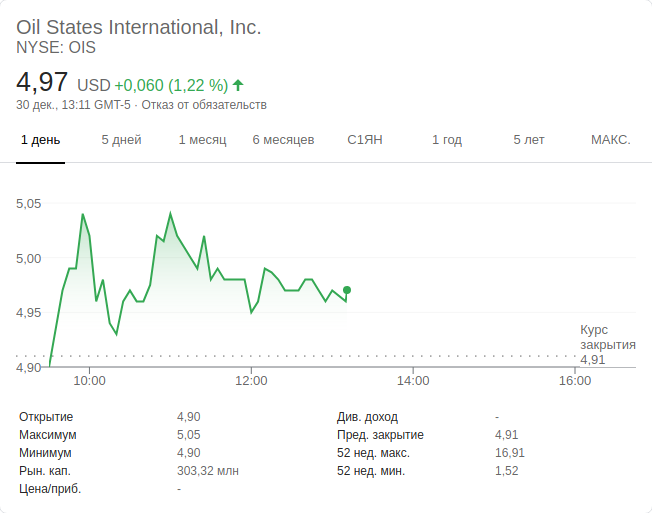 Oil States International, Inc.
NYSE: OIS
4,97 USD +0,060 (1,22 %)
30 дек., 13:11 GMT-5 · Отказ от обязательств
1 день 5 дней 1 месяц 6 месяцев С1ЯН 1 год 5 лет МАКС.
5,05
5,00
4,95
4,90
Курс
закрытия
4,91
10:00 12:00 14:00 16:00
Открытие 4,90 Див. доход -
Максимум 5,05 Пред. закрытие 4,91
Минимум 4,90 52 нед. макс. 16,91
Рын. кап. 303,32 млн 52 нед. мин. 1,52
Цена/приб. -